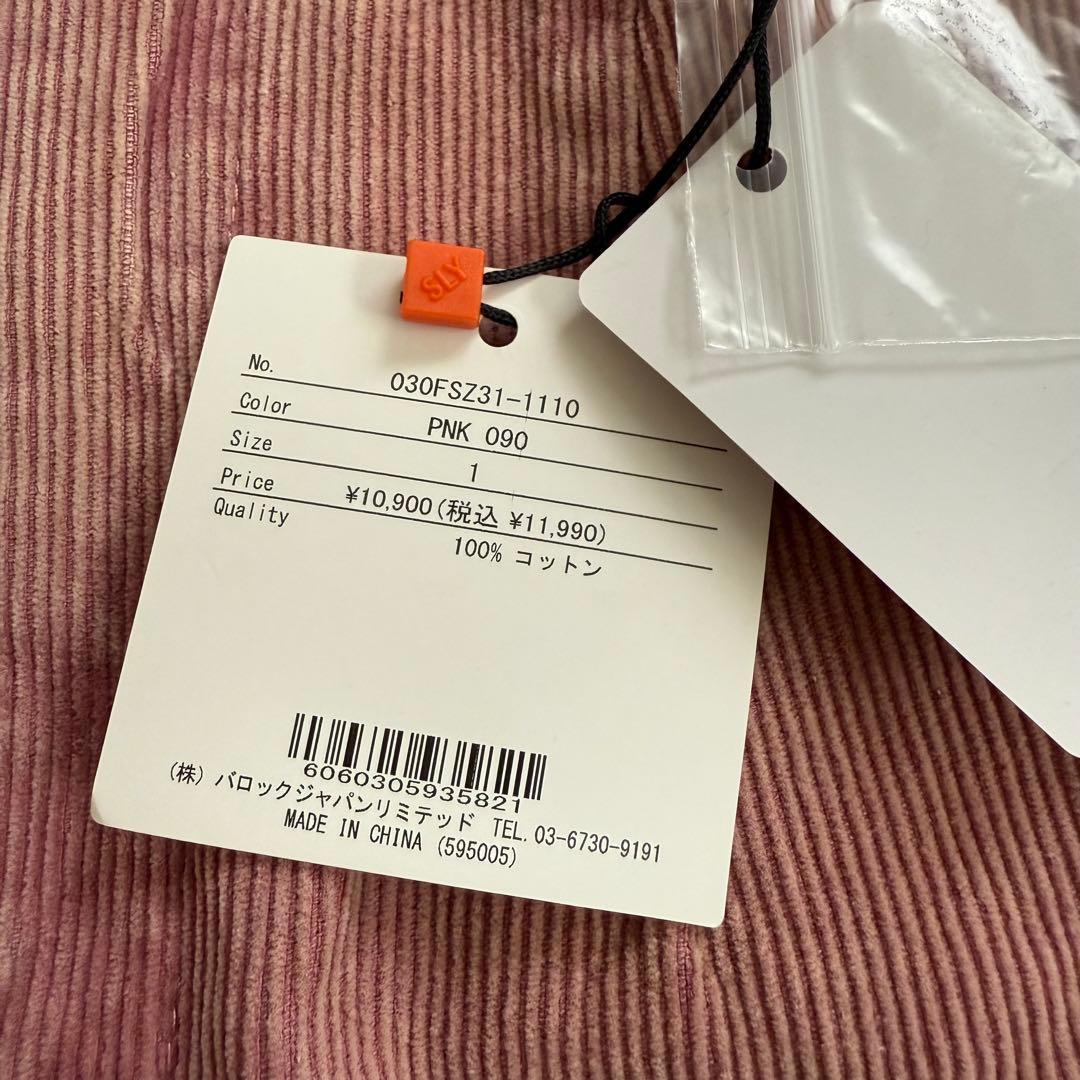 SLY
No. 030FSZ31-1110
Color PNK 090
Size 1
Price ¥10,900(税込 ¥11,990)
Quality 100% コットン
6060305935821
(株) バロックジャパンリミテッド TEL.03-6730-9191
MADE IN CHINA (595005)